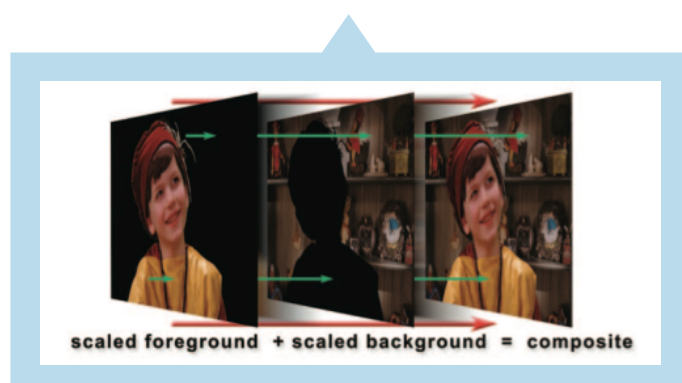 scaled foreground + scaled background = composite